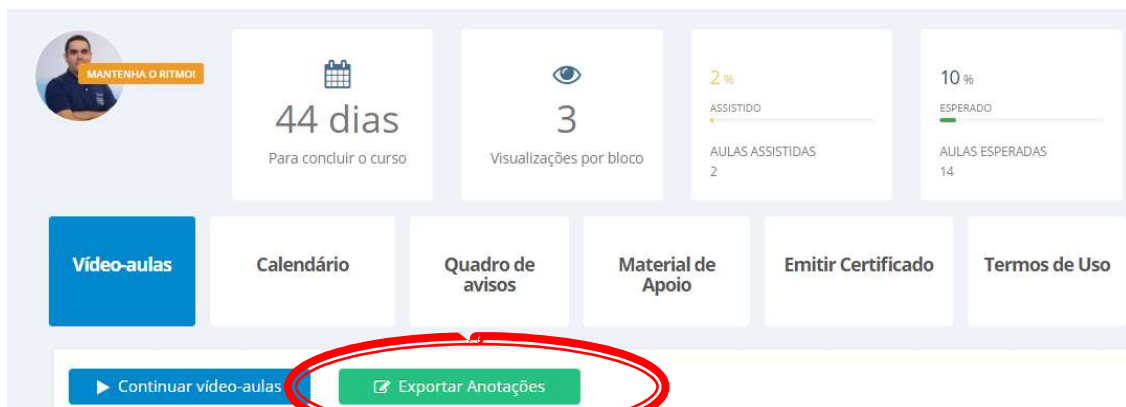 MANTENHA O RITMO!
44 dias
Para concluir o curso
3
Visualizações por bloco
2 %
ASSISTIDO
AULAS ASSISTIDAS
2
10 %
ESPERADO
AULAS ESPERADAS
14
Vídeo-aulas
Calendário
Quadro de
avisos
Material de
Apoio
Emitir Certificado
Termos de Uso
Continuar vídeo-aulas
Exportar Anotações